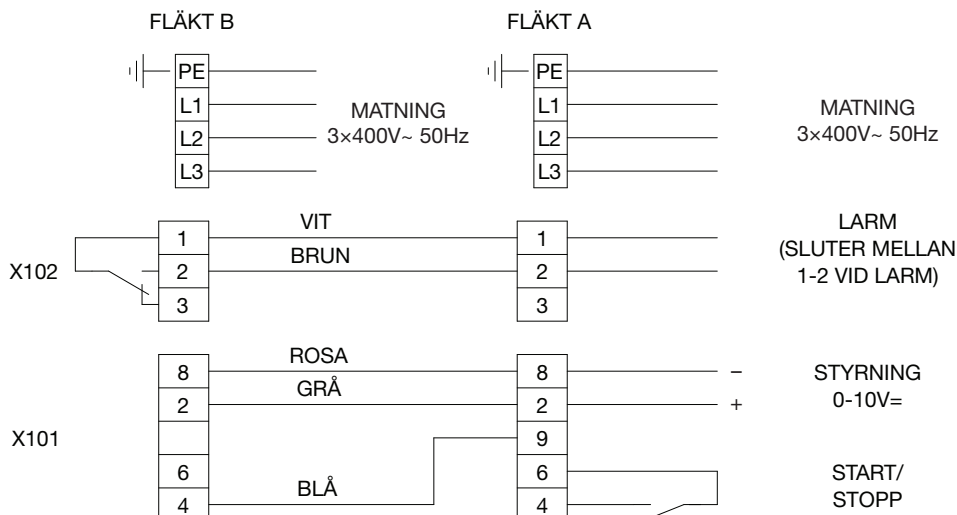 FLÄKT B
FLÄKT A
PE
L1
L2
L3
MATNING
3×400V~ 50Hz
PE
L1
L2
L3
MATNING
3×400V~ 50Hz
X102
1
2
3
VIT
BRUN
1
2
3
LARM
(SLUTER MELLAN
1-2 VID LARM)
X101
8
2
6
4
ROSA
GRÅ
BLÅ
8
2
9
6
4
–
+
STYRNING
0-10V=
START/
STOPP